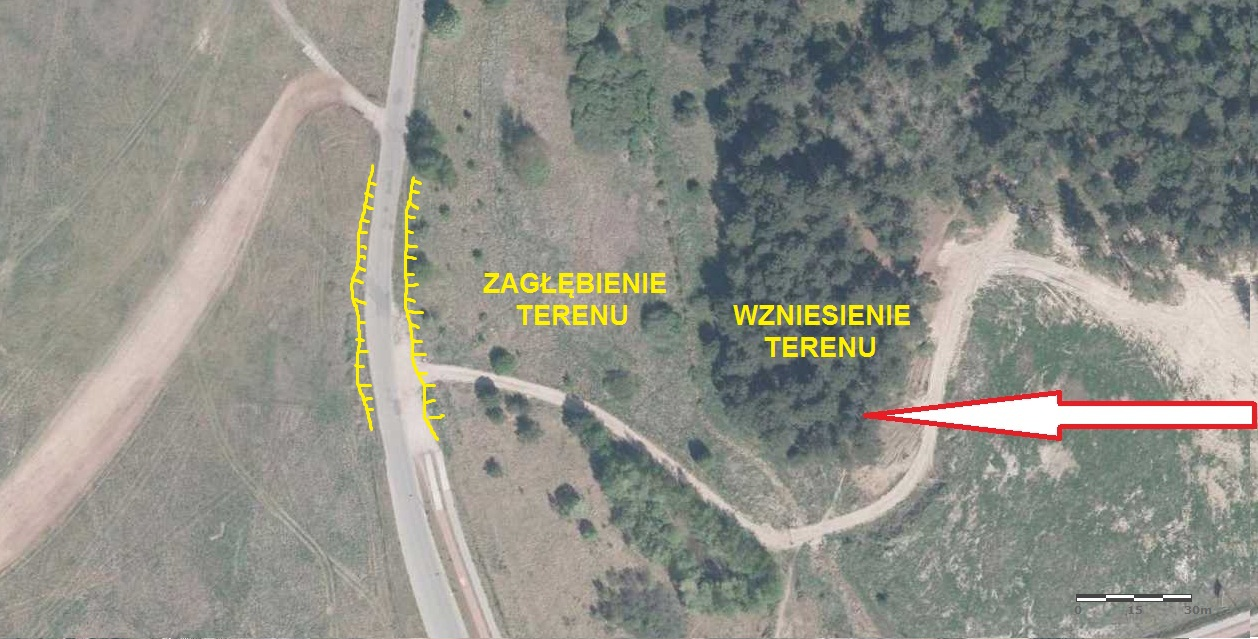 ZAGŁĘBIENIE
TERENU
WZNIESIENIE
TERENU
0 15 30m